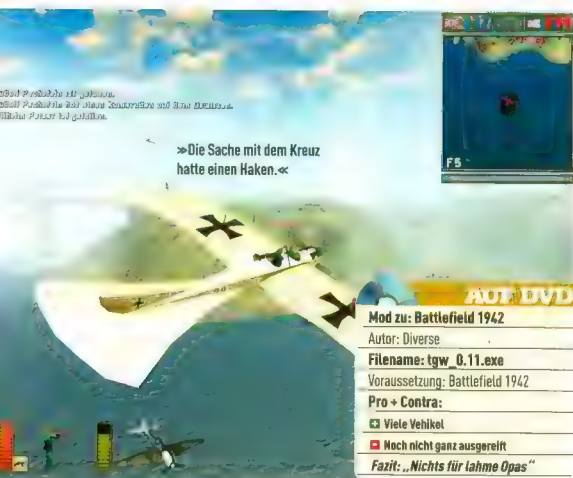 »Die Sache mit dem Kreuz
hatte einen Haken.«
F5
AUF DVD
Mod zu: Battlefield 1942
Autor: Diverse
Filename: tgw_0.11.exe
Voraussetzung: Battlefield 1942
Pro + Contra:
Viele Vehikel
Noch nicht ganz ausgereift
Fazit: „Nichts für lahme Opas"